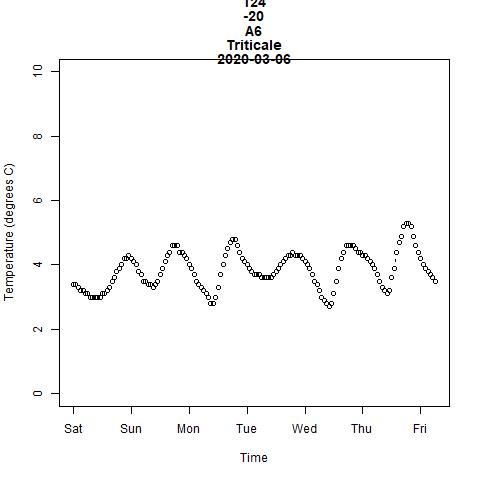 124
-20
A6
Triticale
2020-03-06
Temperature (degrees C)
10
8
6
4
2
0
Sat Sun Mon Tue Wed Thu Fri
Time